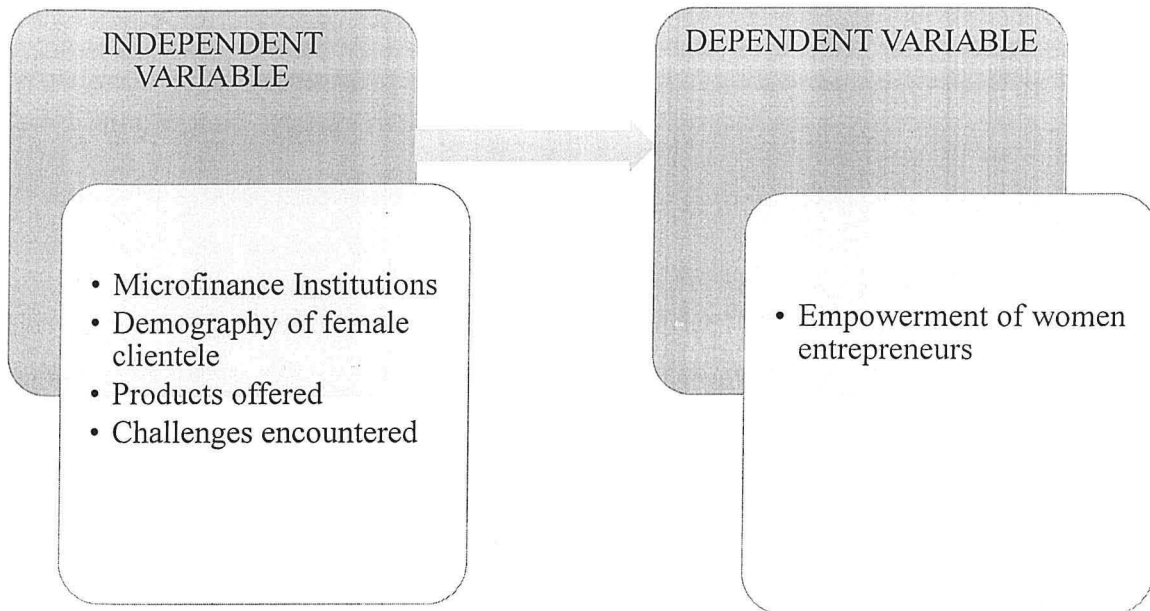 INDEPENDENT
VARIABLE
• Microfinance Institutions
• Demography of female
clientele
• Products offered
• Challenges encountered
DEPENDENT VARIABLE
• Empowerment of women
entrepreneurs